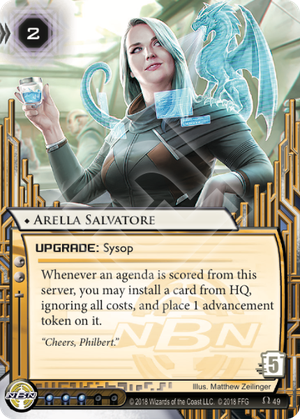 2
Arella Salvatore
UPGRADE: Sysop
Whenever an agenda is scored from this
server, you may install a card from HQ,
ignoring all costs, and place 1 advancement
token on it.
“Cheers, Philbert.”
NBN
5
Illus. Matthew Zeilinger
NBN
© 2018 Wizards of the Coast LLC. © 2018 FFG
49